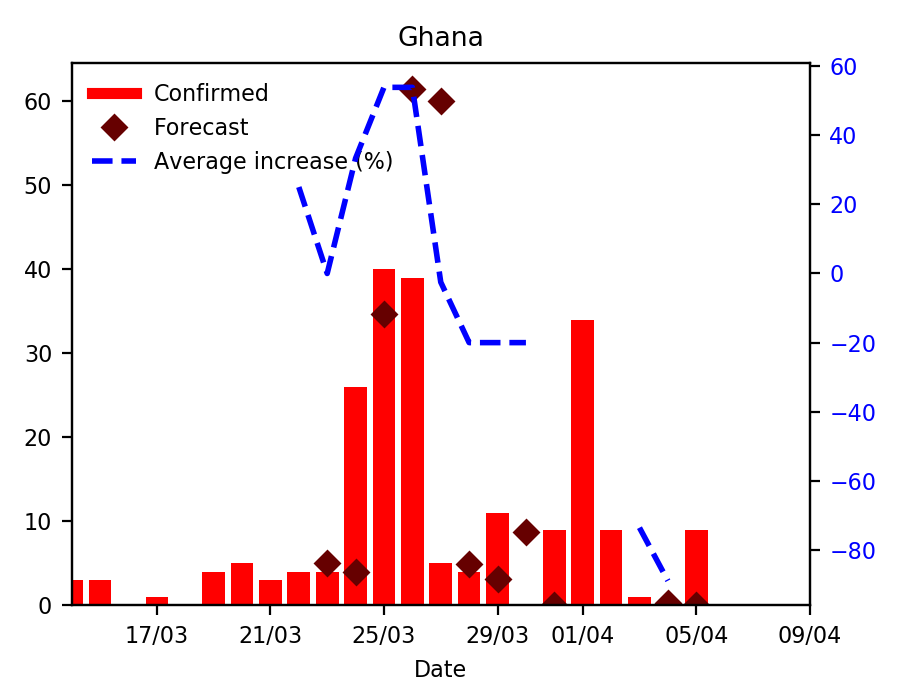 Ghana
Confirmed
Forecast
Average increase (%)
60
50
40
30
20
10
0
60
40
20
0
−20
−40
−60
−80
17/03 21/03 25/03 29/03 01/04 05/04 09/04
Date